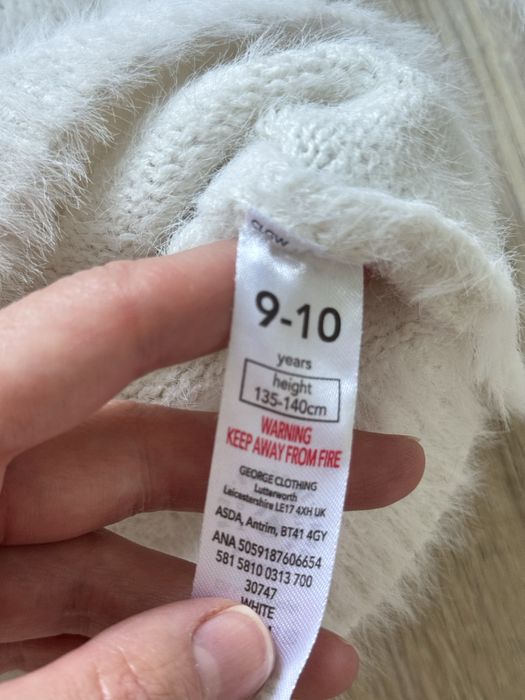 CLOW
9-10
years
height
135-140cm
WARNING
KEEP AWAY FROM FIRE
GEORGE CLOTHING
Lutterworth
Leicestershire LE17 4XH UK
ASDA, Antrim, BT41 4GY
ANA 5059187606654
581 5810 0313 700
30747
WHITE